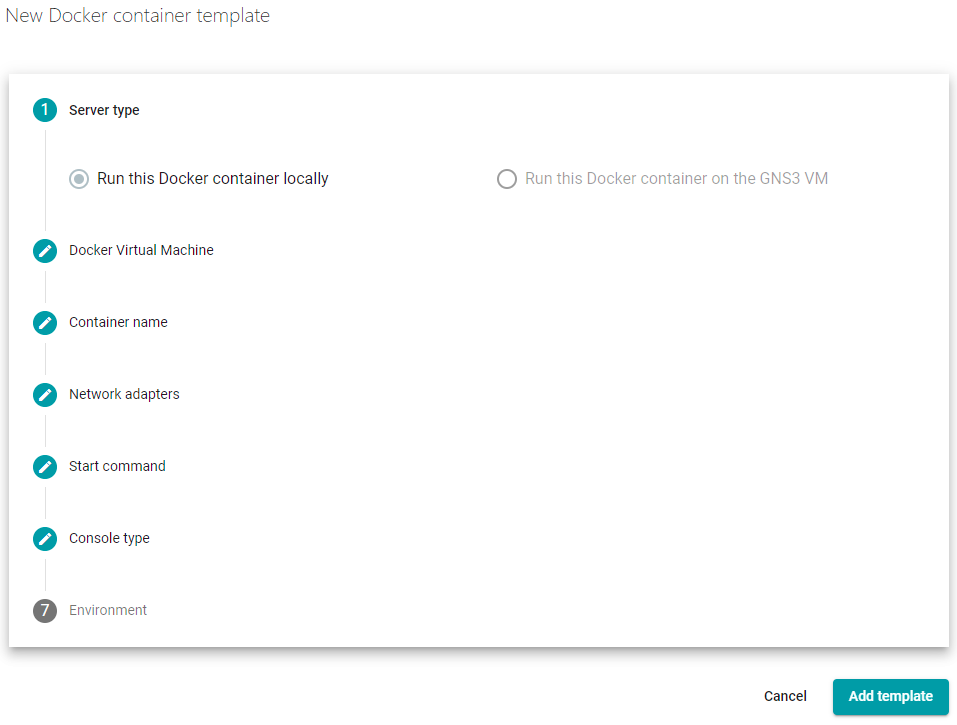 New Docker container template
1 Server type
Run this Docker container locally Run this Docker container on the GNS3 VM
Docker Virtual Machine
Container name
Network adapters
Start command
Console type
7 Environment
Cancel Add template